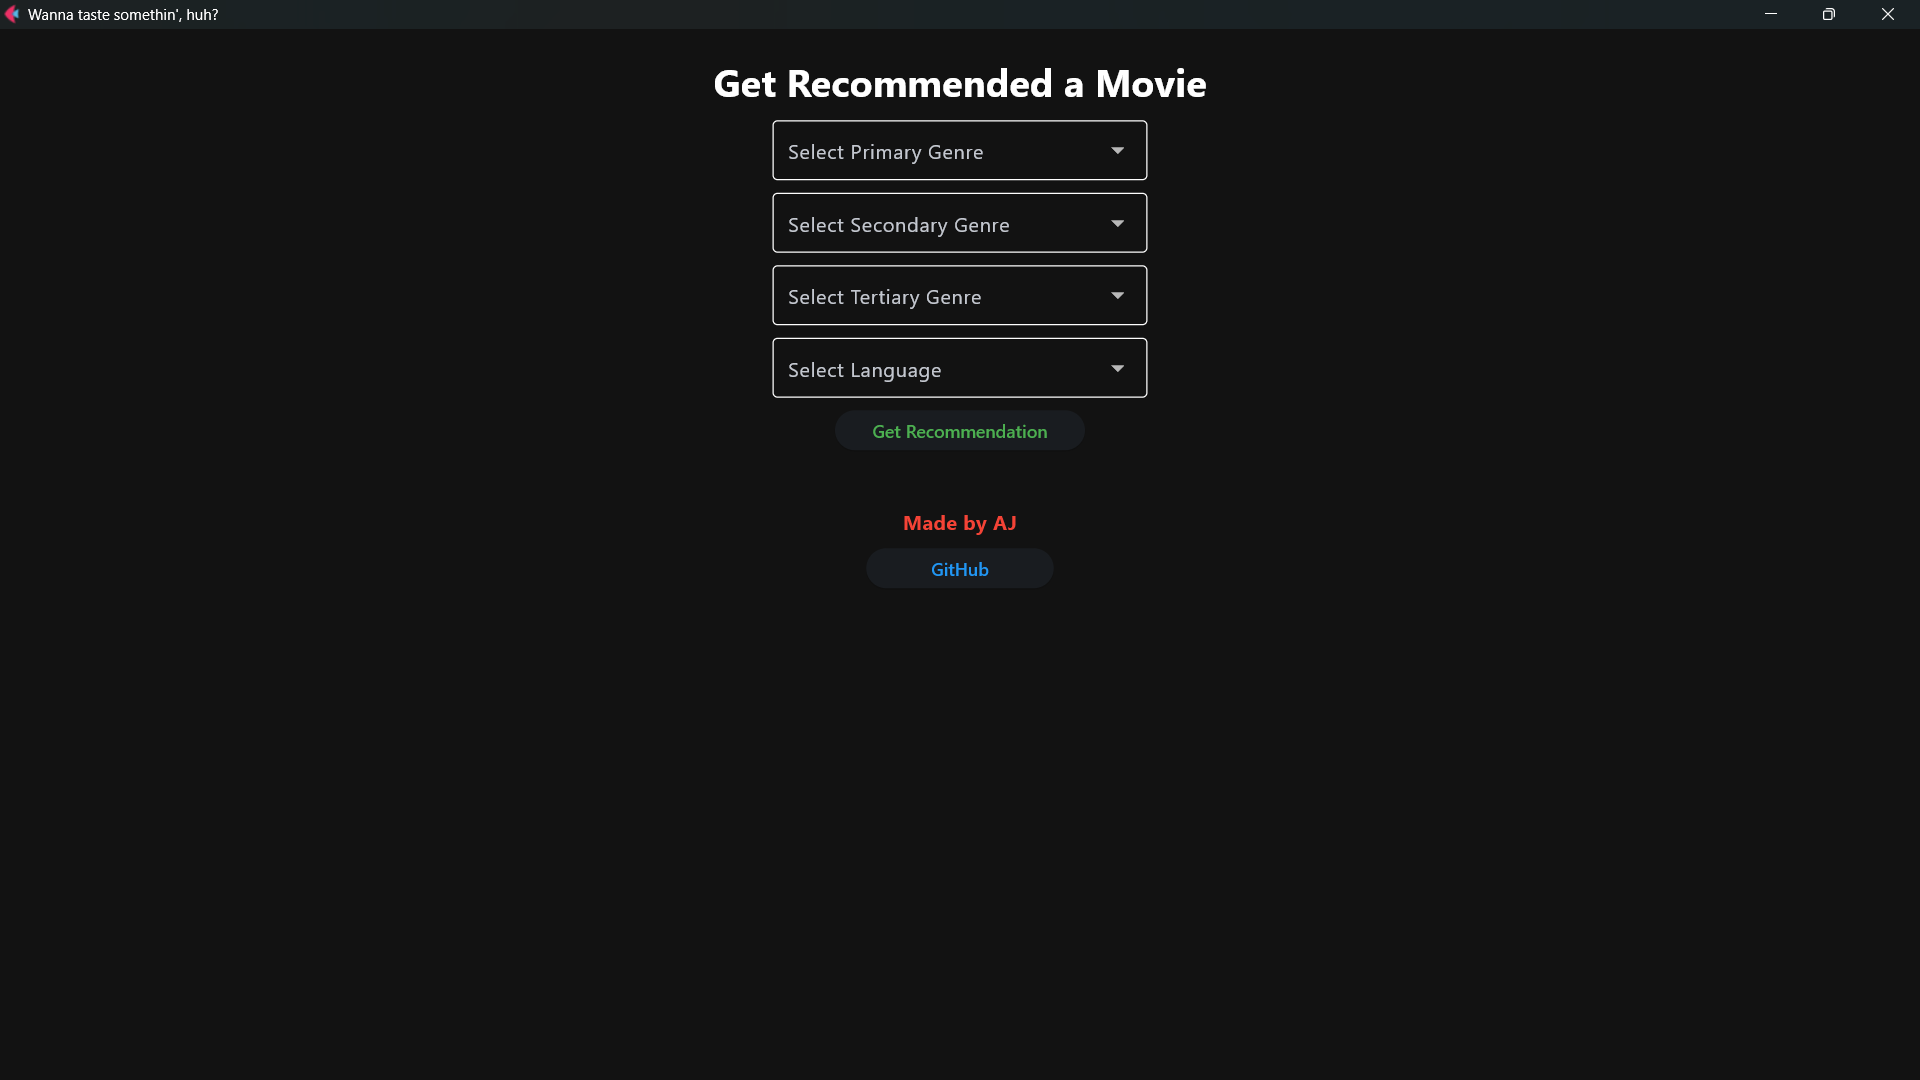 Wanna taste somethin', huh?
Get Recommended a Movie
Select Primary Genre
Select Secondary Genre
Select Tertiary Genre
Select Language
Get Recommendation
Made by AJ
GitHub